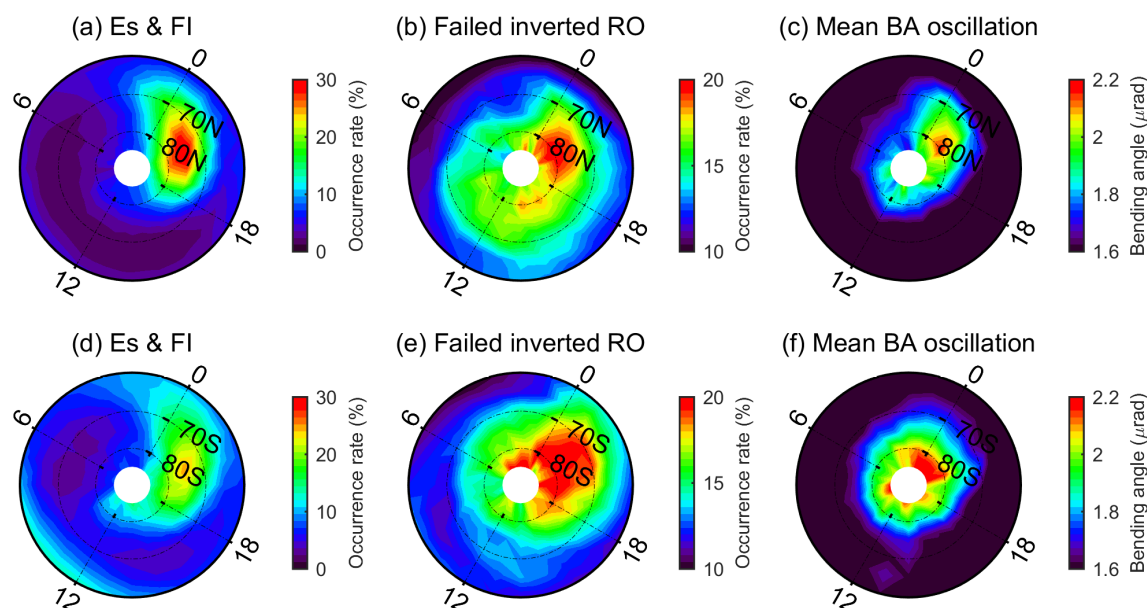 (a) Es & FI
(b) Failed inverted RO
(c) Mean BA oscillation
0
6
70N
80N
18
12
30
20
10
0
Occurrence rate (%)
0
6
70N
80N
18
12
20
15
10
Occurrence rate (%)
0
6
70N
80N
18
12
2.2
2
1.8
1.6
Bending angle (μrad)
(d) Es & FI
(e) Failed inverted RO
(f) Mean BA oscillation
0
6
70S
80S
18
12
30
20
10
0
Occurrence rate (%)
0
6
70S
80S
18
12
20
15
10
Occurrence rate (%)
0
6
70S
80S
18
12
2.2
2
1.8
1.6
Bending angle (μrad)